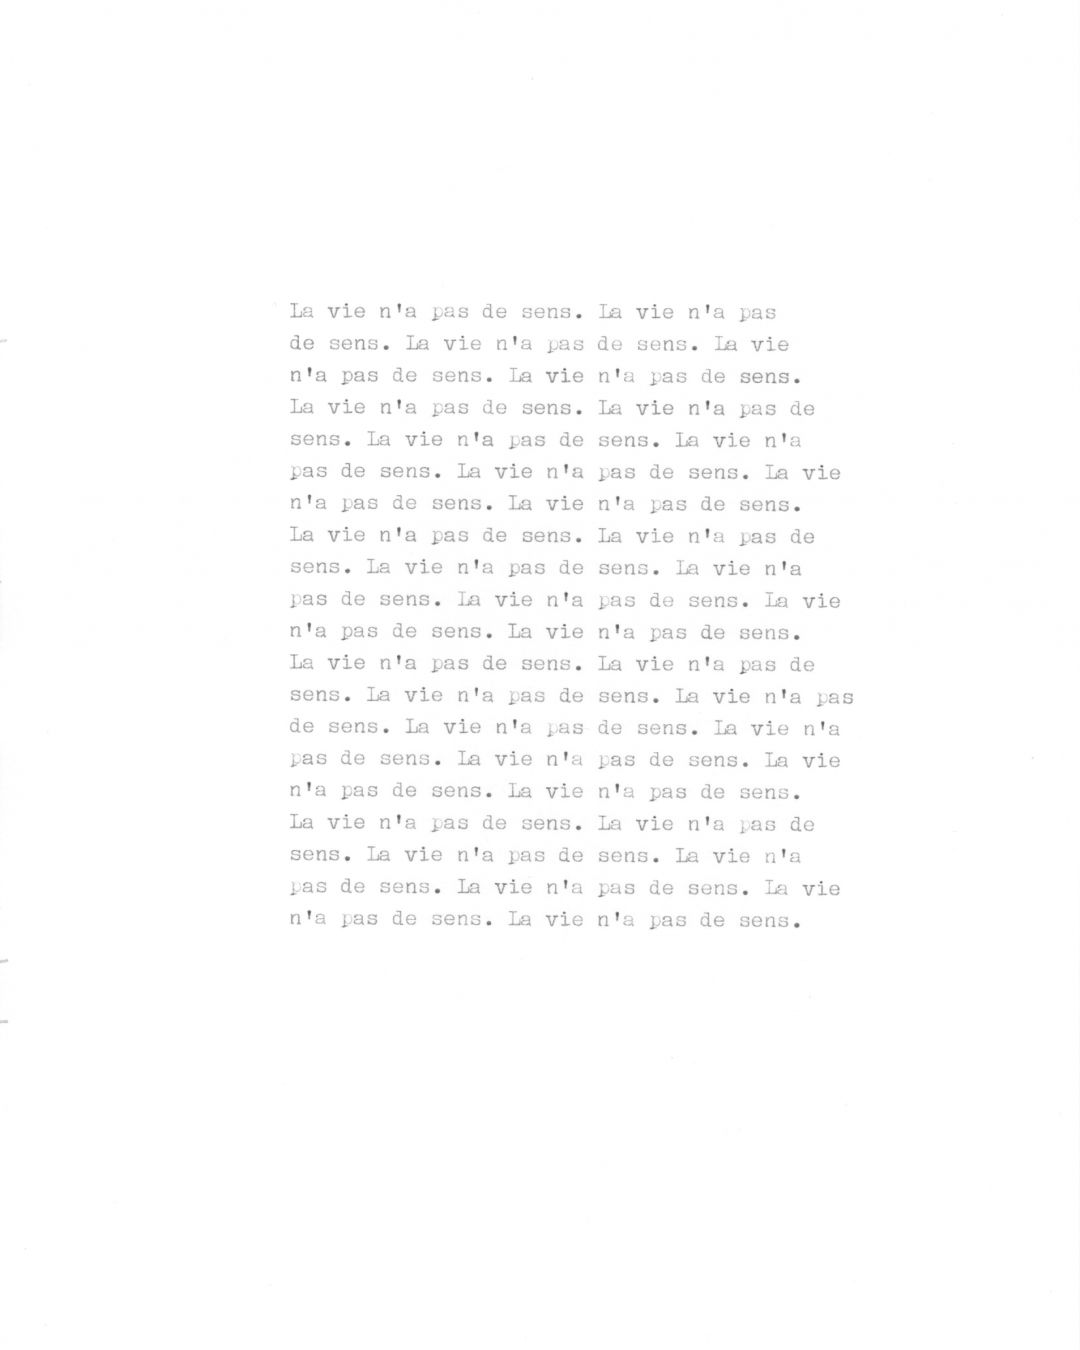 La vie n'a pas de sens. La vie n'a pas
de sens. La vie n'a pas de sens. La vie
n'a pas de sens. La vie n'a pas de sens.
La vie n'a pas de sens. La vie n'a pas de
sens. La vie n'a pas de sens. La vie n'a
pas de sens. La vie n'a pas de sens. La vie
n'a pas de sens. La vie n'a pas de sens.
La vie n'a pas de sens. La vie n'a pas de
sens. La vie n'a pas de sens. La vie n'a
pas de sens. La vie n'a pas de sens. La vie
n'a pas de sens. La vie n'a pas de sens.
La vie n'a pas de sens. La vie n'a pas de
sens. La vie n'a pas de sens. La vie n'a pas
de sens. La vie n'a pas de sens. La vie n'a
pas de sens. La vie n'a pas de sens. La vie
n'a pas de sens. La vie n'a pas de sens.
La vie n'a pas de sens. La vie n'a pas de
sens. La vie n'a pas de sens. La vie n'a
pas de sens. La vie n'a pas de sens. La vie
n'a pas de sens. La vie n'a pas de sens.